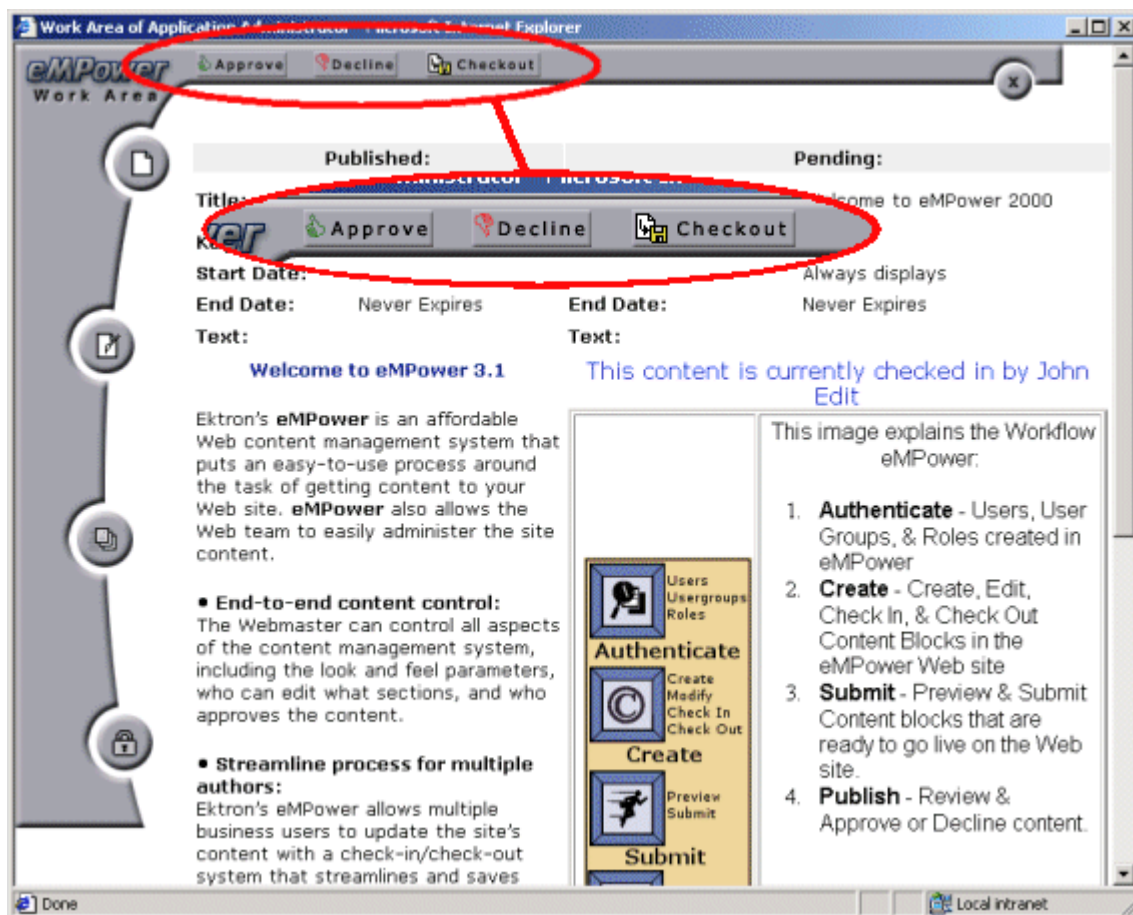 Work Area of Application Administrator - Microsoft Internet Explorer
eMPower
Work Area
Approve Decline Checkout
x
Published: Pending:
Title: Welcome to eMPower 2000
wer Approve Decline Checkout
Start Date: Always displays
End Date: Never Expires End Date: Never Expires
Text: Text:
Welcome to eMPower 3.1
Ektron's eMPower is an affordable
Web content management system that
puts an easy-to-use process around
the task of getting content to your
Web site. eMPower also allows the
Web team to easily administer the site
content.
• End-to-end content control:
The Webmaster can control all aspects
of the content management system,
including the look and feel parameters,
who can edit what sections, and who
approves the content.
• Streamline process for multiple
authors:
Ektron's eMPower allows multiple
business users to update the site's
content with a check-in/check-out
system that streamlines and saves
This content is currently checked in by John
Edit
Users
Usergroups
Roles
Authenticate
Create
Modify
Check In
Check Out
Create
Preview
Submit
Submit
This image explains the Workflow
eMPower:
1. Authenticate - Users, User
Groups, & Roles created in
eMPower
2. Create - Create, Edit,
Check In, & Check Out
Content Blocks in the
eMPower Web site
3. Submit - Preview & Submit
Content blocks that are
ready to go live on the Web
site.
4. Publish - Review &
Approve or Decline content.
Done Local intranet